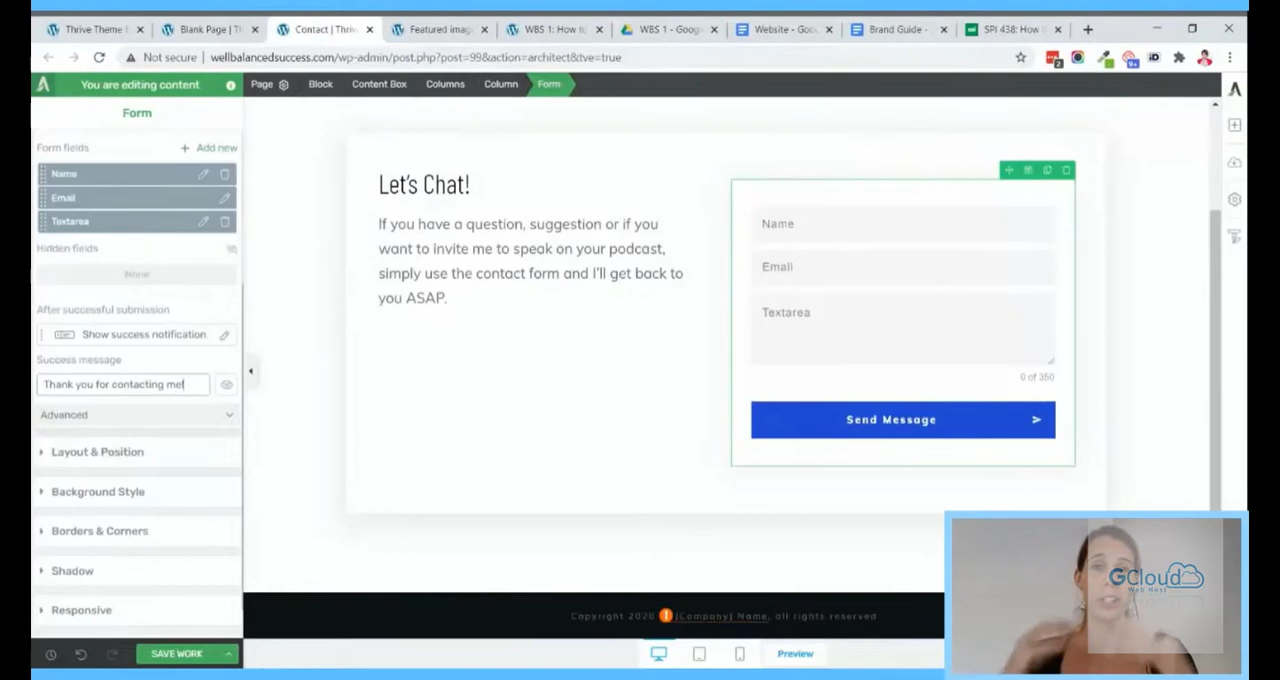 Thrive Theme
Blank Page | T
Contact | Thriv
Featured imag
WBS 1: How to
WBS 1 - Googl
Website - Goo
Brand Guide -
SPI 438: How
Not secure | wellbalancedsuccess.com/wp-admin/post.php?post=99&action=architect&tve=true
You are editing content
Page
Block
Content Box
Columns
Column
Form
Form
Form fields
+ Add new
Name
Email
Textarea
Hidden fields
None
After successful submission
Show success notification
Success message
Thank you for contacting me!
Advanced
Layout & Position
Background Style
Borders & Corners
Shadow
Responsive
SAVE WORK
Let's Chat!
If you have a question, suggestion or if you
want to invite me to speak on your podcast,
simply use the contact form and I'll get back to
you ASAP.
Name
Email
Textarea
0 of 350
Send Message
Copyright 2020 [Company] Name, all rights reserved
Preview
GCloud
Web Host